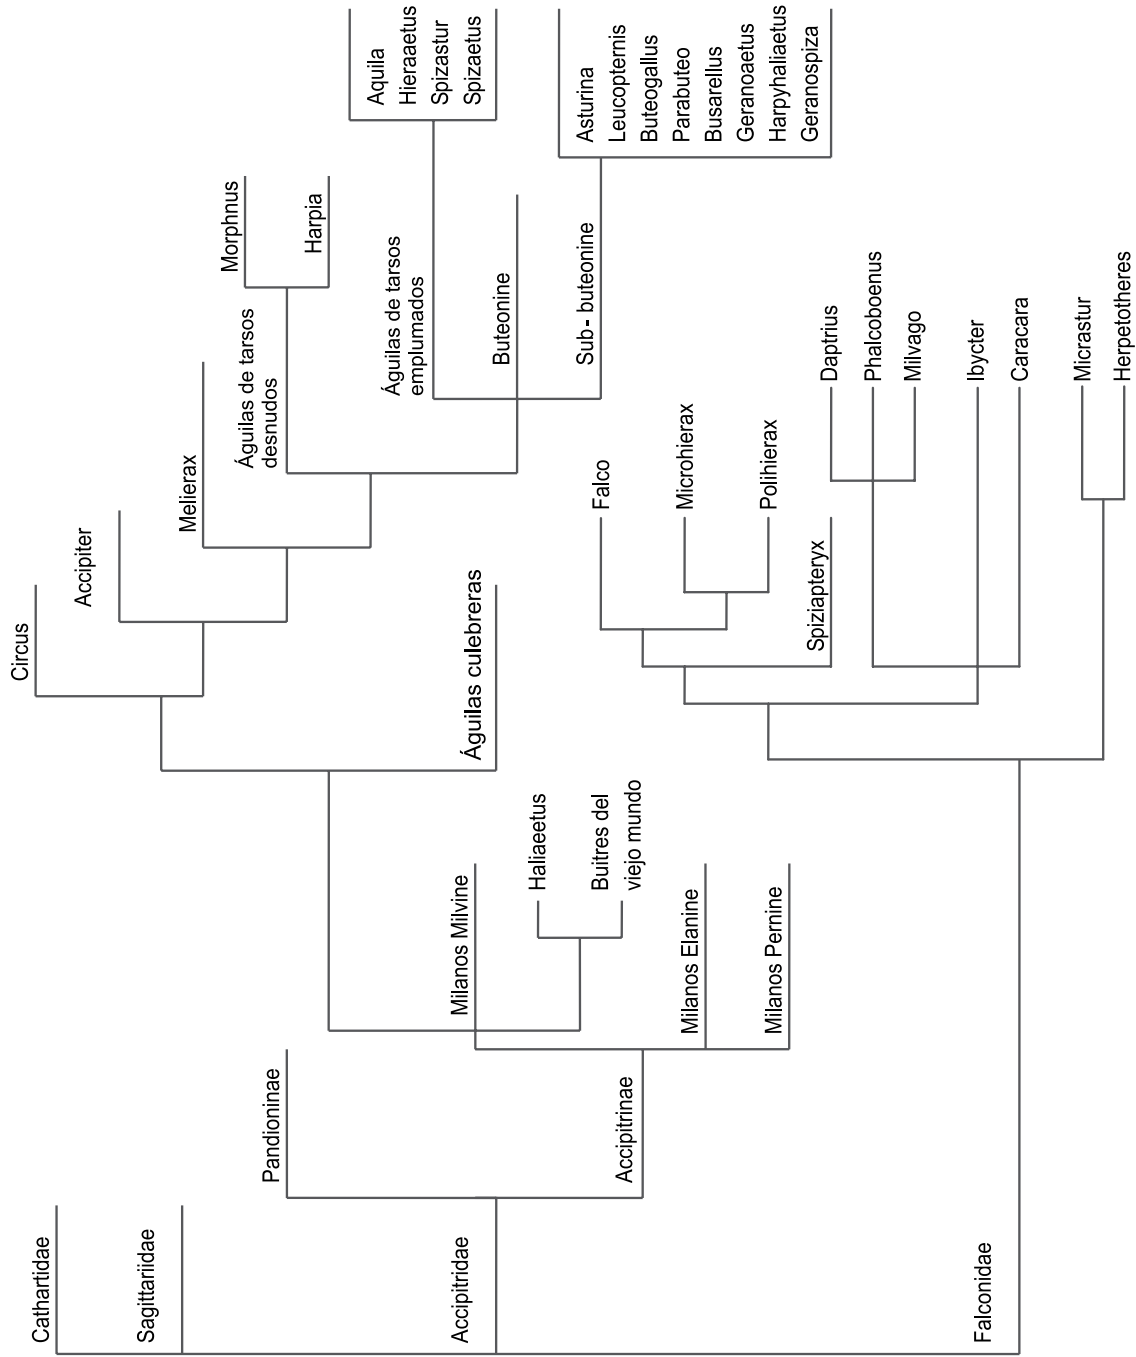 Circus
Accipiter
Melierax
Morphnus
Harpia
Águilas de tarsos
desnudos
Águilas de tarsos
emplumados
Aquila
Hieraaetus
Spizastur
Spizaetus
Buteonine
Sub- buteonine
Asturina
Leucopternis
Buteogallus
Parabuteo
Busarellus
Geranoaetus
Harpyhaliaetus
Geranospiza
Águilas culebreras
Milanos Milvine
Haliaeetus
Buitres del
viejo mundo
Milanos Elanine
Milanos Pernine
Pandioninae
Accipitrinae
Cathartidae
Sagittariidae
Accipitridae
Falconidae
Falco
Microhierax
Polihierax
Spiziapteryx
Daptrius
Phalcoboenus
Milvago
Ibycter
Caracara
Micrastur
Herpetotheres